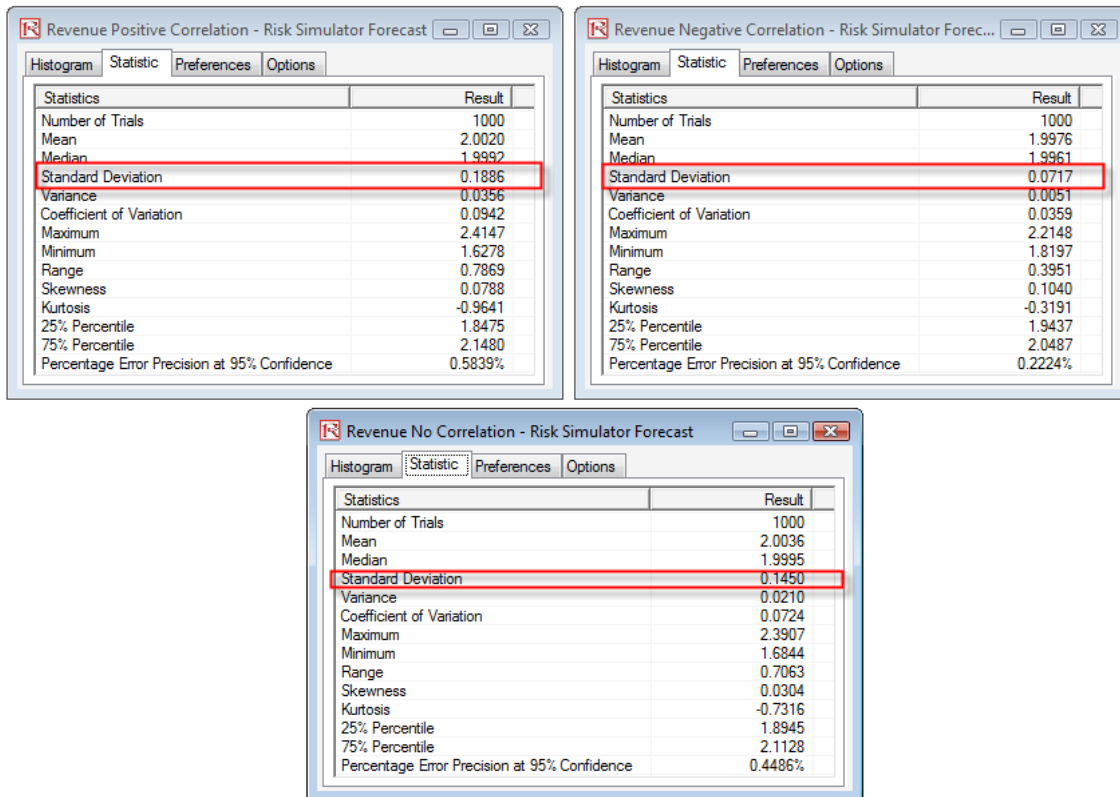 Revenue Positive Correlation - Risk Simulator Forecast
Histogram Statistic Preferences Options
Statistics Result
Number of Trials 1000
Mean 2.0020
Median 1.9992
Standard Deviation 0.1886
Variance 0.0356
Coefficient of Variation 0.0942
Maximum 2.4147
Minimum 1.6278
Range 0.7869
Skewness 0.0788
Kurtosis -0.9641
25% Percentile 1.8475
75% Percentile 2.1480
Percentage Error Precision at 95% Confidence 0.5839%
Revenue Negative Correlation - Risk Simulator Forec...
Histogram Statistic Preferences Options
Statistics Result
Number of Trials 1000
Mean 1.9976
Median 1.9961
Standard Deviation 0.0717
Variance 0.0051
Coefficient of Variation 0.0359
Maximum 2.2148
Minimum 1.8197
Range 0.3951
Skewness 0.1040
Kurtosis -0.3191
25% Percentile 1.9437
75% Percentile 2.0487
Percentage Error Precision at 95% Confidence 0.2224%
Revenue No Correlation - Risk Simulator Forecast
Histogram Statistic Preferences Options
Statistics Result
Number of Trials 1000
Mean 2.0036
Median 1.9995
Standard Deviation 0.1450
Variance 0.0210
Coefficient of Variation 0.0724
Maximum 2.3907
Minimum 1.6844
Range 0.7063
Skewness 0.0304
Kurtosis -0.7316
25% Percentile 1.8945
75% Percentile 2.1128
Percentage Error Precision at 95% Confidence 0.4486%